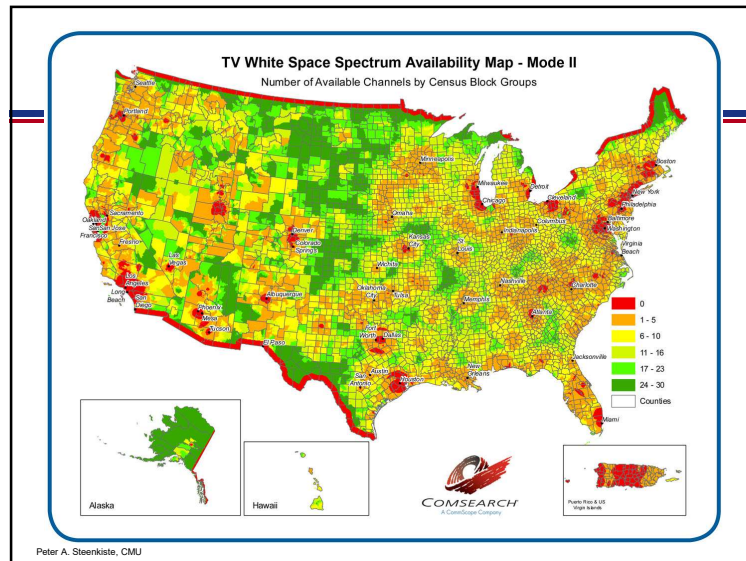 TV White Space Spectrum Availability Map - Mode II
Number of Available Channels by Census Block Groups
Seattle
Portland
Minneapolis
Boston
Milwaukee
Detroit
New York
Chicago
Cleveland
Philadelphia
Sacramento
Omaha
Columbus
Baltimore
Oakland
Denver
Indianapolis
Washington
San
Francisco
San Jose
Colorado
Springs
Kansas
City
St.
Louis
Virginia
Beach
Fresno
Las
Vegas
Wichita
Nashville
Los
Angeles
Oklahoma
City
Tulsa
Charlotte
Long
Beach
Albuquerque
Memphis
San
Diego
Phoenix
Mesa
Atlanta
Tucson
Fort
Worth
Dallas
El Paso
Jacksonville
Austin
New
Orleans
San
Antonio
Houston
Miami
0
1 - 5
6 - 10
11 - 16
17 - 23
24 - 30
Counties
Alaska
Hawaii
COMSEARCH
A CommScope Company
Puerto Rico & US
Virgin Islands
Peter A. Steenkiste, CMU